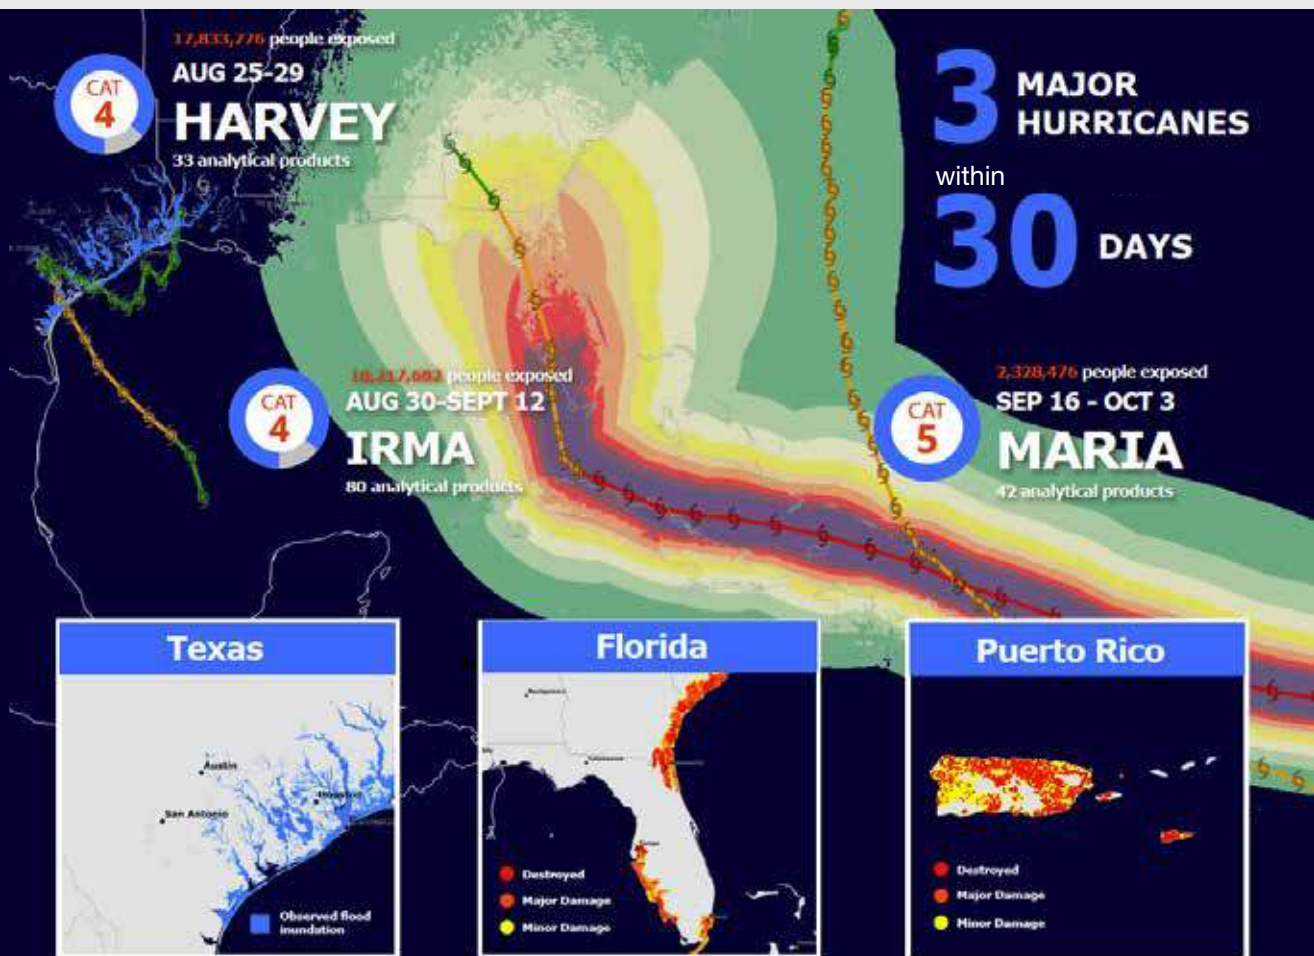 17,833,776 people exposed
AUG 25-29
CAT
4
HARVEY
33 analytical products
3 MAJOR
HURRICANES
within
30 DAYS
people exposed
AUG 30-SEPT 12
CAT
4
IRMA
80 analytical products
2,328,476 people exposed
SEP 16 - OCT 3
CAT
5
MARIA
42 analytical products
Texas
Austin
Houston
San Antonio
Observed flood
inundation
Florida
Destroyed
Major Damage
Minor Damage
Puerto Rico
Destroyed
Major Damage
Minor Damage